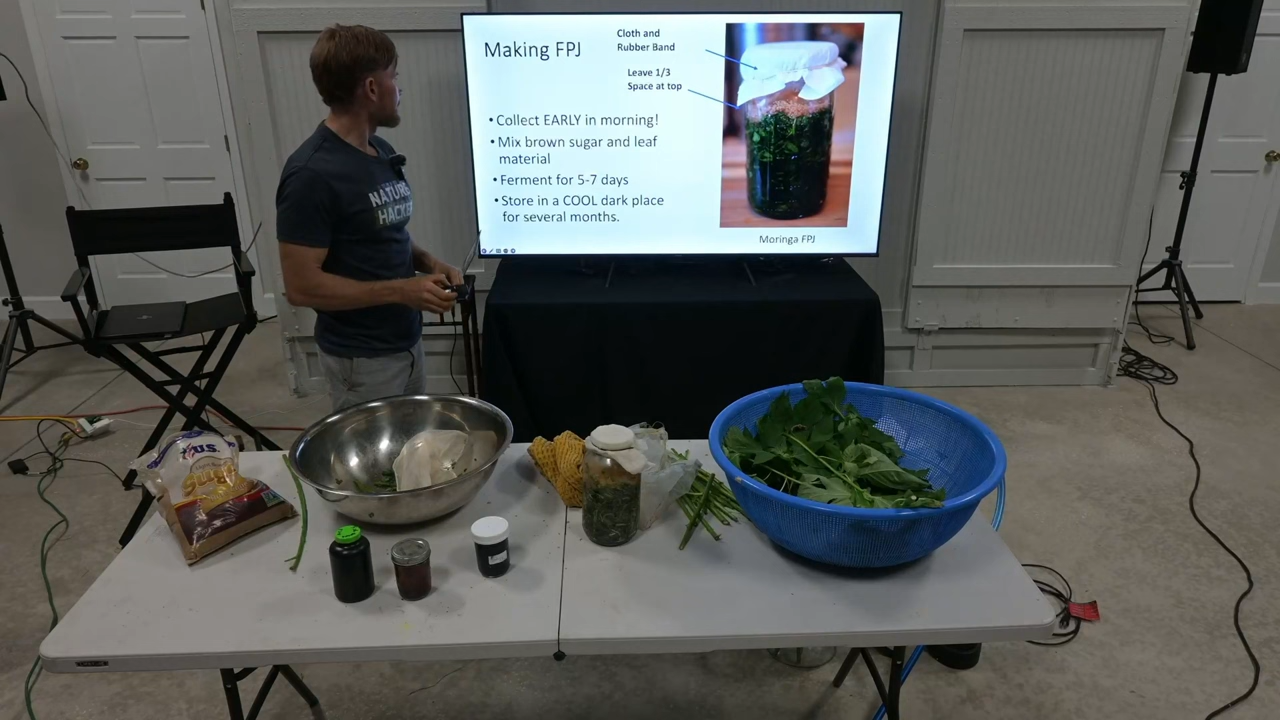 Making FPJ
Cloth and
Rubber Band
Leave 1/3
Space at top
• Collect EARLY in morning!
• Mix brown sugar and leaf
material
• Ferment for 5-7 days
• Store in a COOL dark place
for several months.
Moringa FPJ
NATURE
HACKER